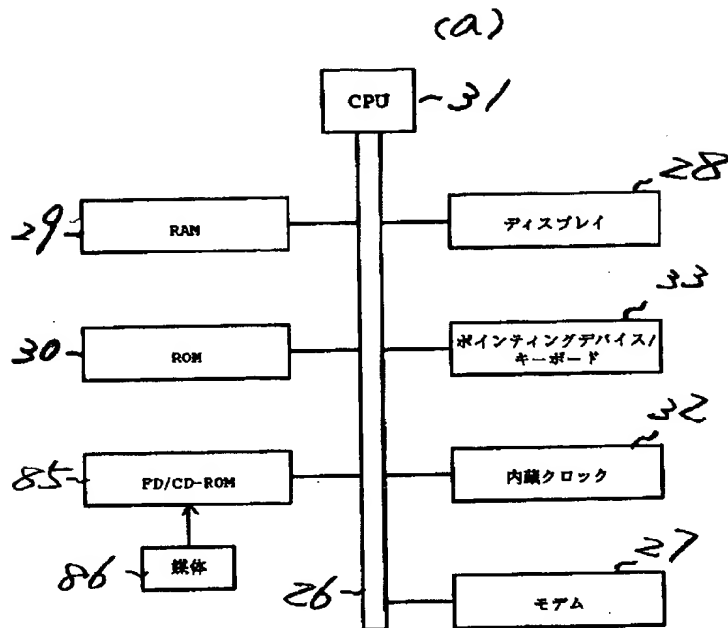 (a)
CPU
31
29
RAM
28
ディスプレイ
30
ROM
33
ポインティングデバイス/
キーボード
85
FD/CD-ROM
32
内蔵クロック
86
媒体
26
27
モデム